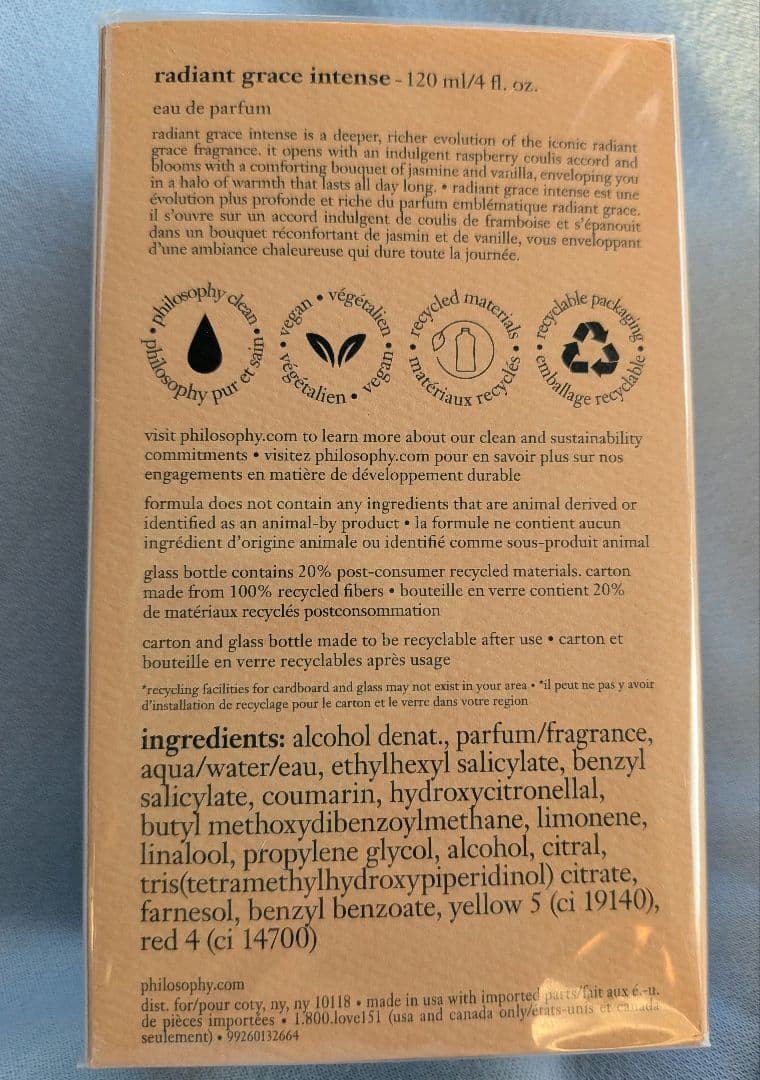 radiant grace intense - 120 ml/4 fl. oz.
eau de parfum
radiant grace intense is a deeper, richer evolution of the iconic radiant
grace fragrance. it opens with an indulgent raspberry coulis accord and
blooms with a comforting bouquet of jasmine and vanilla, enveloping you
in a halo of warmth that lasts all day long. • radiant grace intense est une
évolution plus profonde et riche du parfum emblématique radiant grace.
il s'ouvre sur un accord indulgent de coulis de framboise et s'épanouit
dans un bouquet réconfortant de jasmin et de vanille, vous enveloppant
d'une ambiance chaleureuse qui dure toute la journée.
philosophy clean • philosophy pur et sain •
vegan • végétalien • vegan • végétalien •
recycled materials • matériaux recyclés •
recyclable packaging • emballage recyclable •
visit philosophy.com to learn more about our clean and sustainability
commitments • visitez philosophy.com pour en savoir plus sur nos
engagements en matière de développement durable
formula does not contain any ingredients that are animal derived or
identified as an animal-by product • la formule ne contient aucun
ingrédient d'origine animale ou identifié comme sous-produit animal
glass bottle contains 20% post-consumer recycled materials. carton
made from 100% recycled fibers • bouteille en verre contient 20%
de matériaux recyclés postconsommation
carton and glass bottle made to be recyclable after use • carton et
bouteille en verre recyclables après usage
*recycling facilities for cardboard and glass may not exist in your area • *il peut ne pas y avoir
d'installation de recyclage pour le carton et le verre dans votre region
ingredients: alcohol denat., parfum/fragrance,
aqua/water/eau, ethylhexyl salicylate, benzyl
salicylate, coumarin, hydroxycitronellal,
butyl methoxydibenzoylmethane, limonene,
linalool, propylene glycol, alcohol, citral,
tris(tetramethylhydroxypiperidinol) citrate,
farnesol, benzyl benzoate, yellow 5 (ci 19140),
red 4 (ci 14700)
philosophy.com
dist. for/pour coty, ny, ny 10118 • made in usa with imported parts/fait aux é.-u.
de pièces importées • 1.800.love151 (usa and canada only/états-unis et canada
seulement) • 99260132664